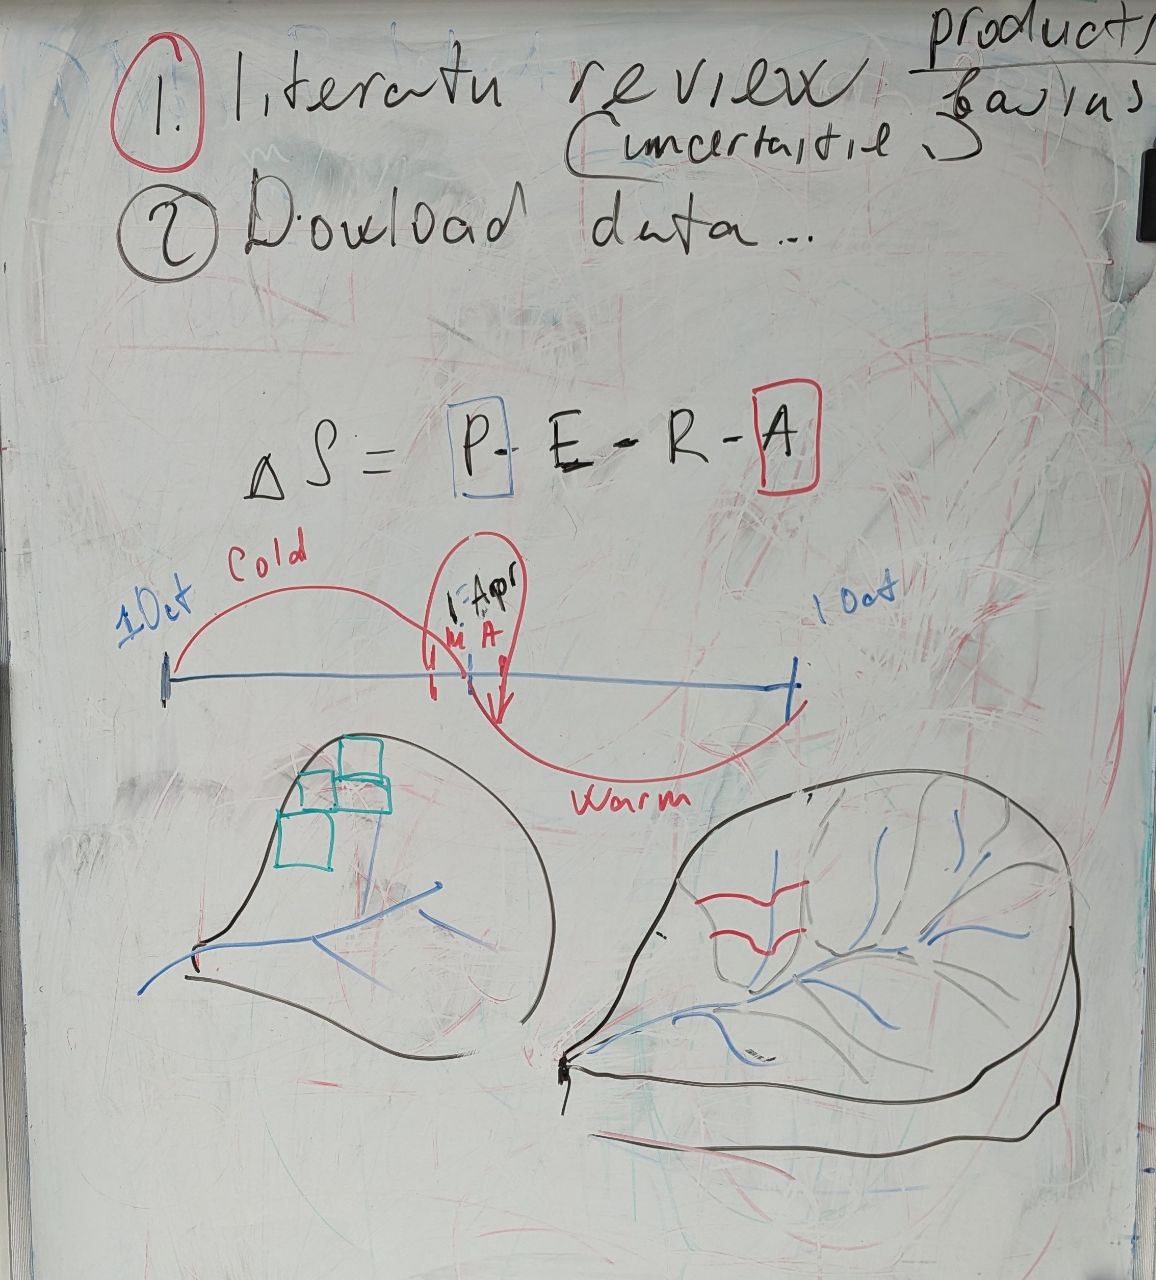 products
1. Literatu review basins
(uncertaitie.)
2 Dowload data...
ΔS = P - E - R - A
Cold
1 Oct 1 Apr 1 Oct
M A
Warm